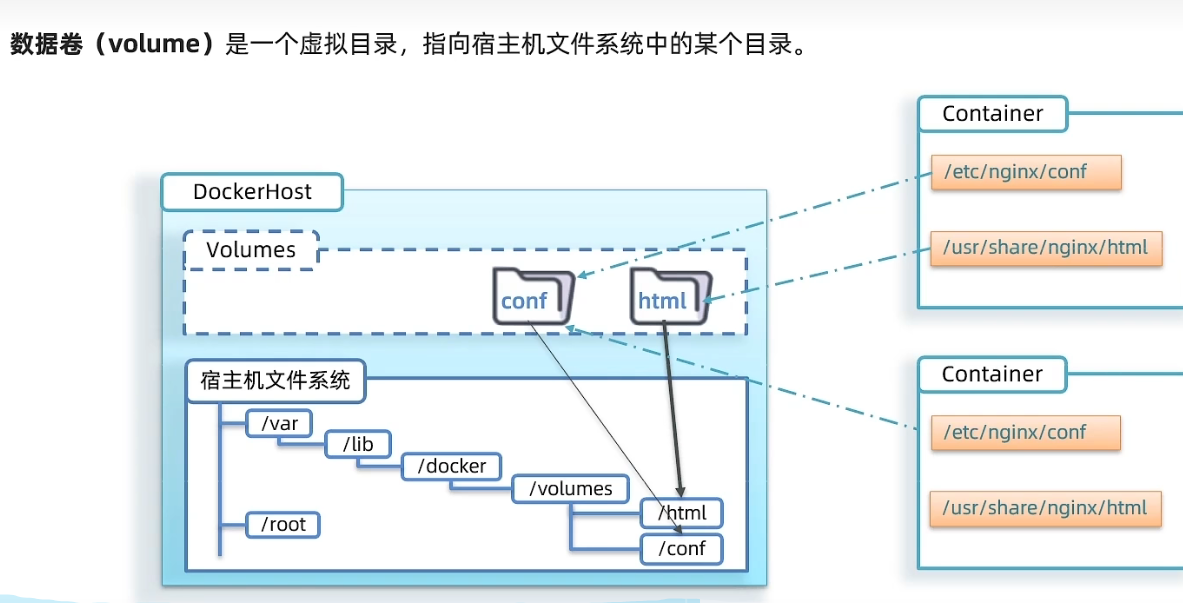 数据卷（volume）是一个虚拟目录，指向宿主机文件系统中的某个目录。
Container
/etc/nginx/conf
/usr/share/nginx/html
DockerHost
Volumes
conf
html
宿主机文件系统
/var
/lib
/docker
/volumes
/html
/conf
/root
Container
/etc/nginx/conf
/usr/share/nginx/html